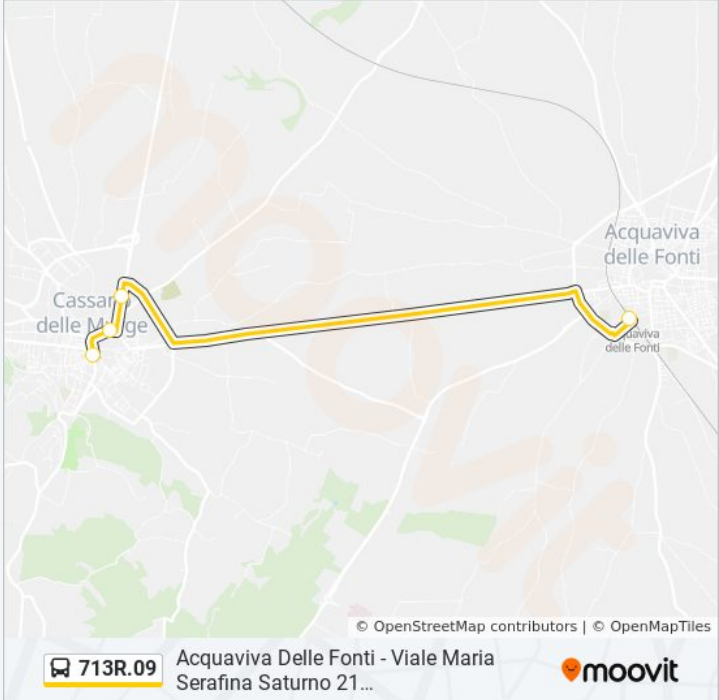 moovit
Acquaviva
delle Fonti
Cassano
delle Murge
delle Fonti
© OpenStreetMap contributors | © OpenMapTiles
713R.09
Acquaviva Delle Fonti - Viale Maria
Serafina Saturno 21...
moovit